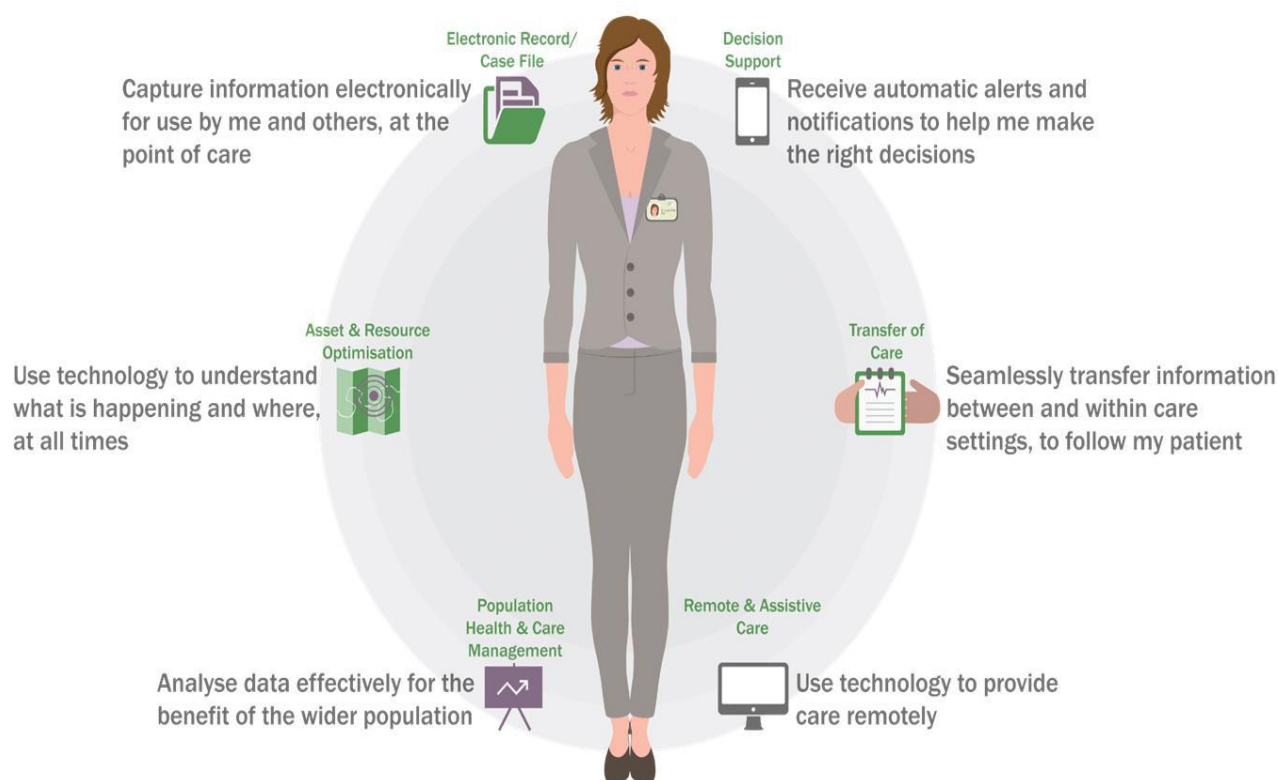 Electronic Record/
Case File
Capture information electronically
for use by me and others, at the
point of care
Decision
Support
Receive automatic alerts and
notifications to help me make
the right decisions
Asset & Resource
Optimisation
Use technology to understand
what is happening and where,
at all times
Transfer of
Care
Seamlessly transfer information
between and within care
settings, to follow my patient
Population
Health & Care
Management
Analyse data effectively for the
benefit of the wider population
Remote & Assistive
Care
Use technology to provide
care remotely